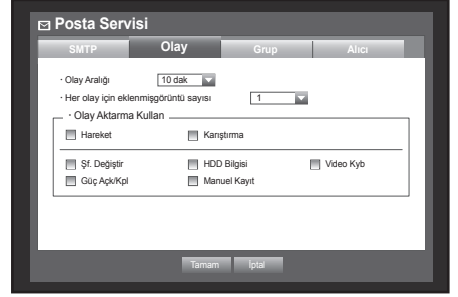 Posta Servisi
SMTP Olay Grup Alıcı
· Olay Aralığı 10 dak
· Her olay için eklenmişgörüntü sayısı 1
· Olay Aktarma Kullan
Hareket Karıştırma
Şf. Değiştir HDD Bilgisi Video Kyb
Güç Açk/Kpl Manuel Kayıt
Tamam İptal